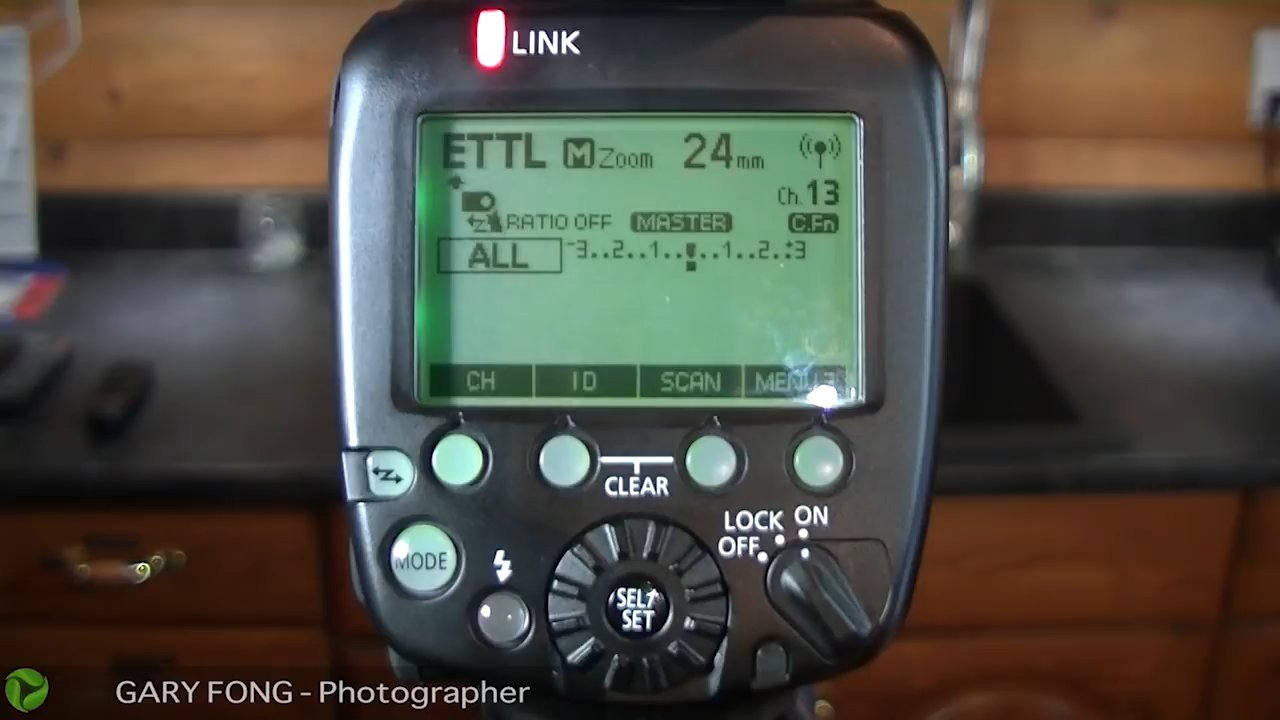 LINK
ETTL M Zoom 24mm
Ch.13
RATIO OFF MASTER C.Fn
ALL -3..2..1..▮..1..2..+3
CH ID SCAN MENU 3
CLEAR
LOCK ON
OFF
MODE
SEL/
SET
GARY FONG - Photographer